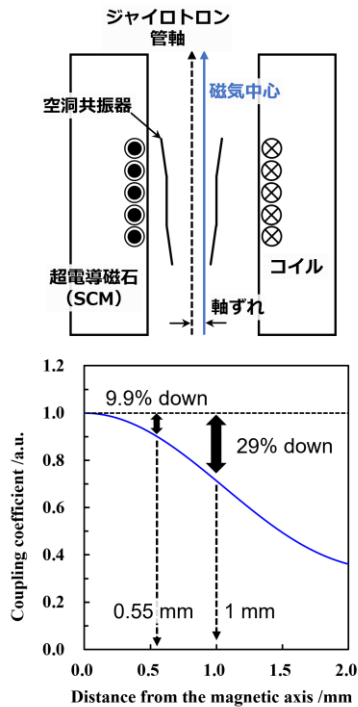 ジャイロトロン
管軸
磁気中心
空洞共振器
超電導磁石
（SCM）
コイル
軸ずれ
1.2
9.9% down
1.0
29% down
0.8
0.6
0.4
0.2
0.55 mm
1 mm
0.0
0.0 0.5 1.0 1.5 2.0
Coupling coefficient /a.u.
Distance from the magnetic axis /mm